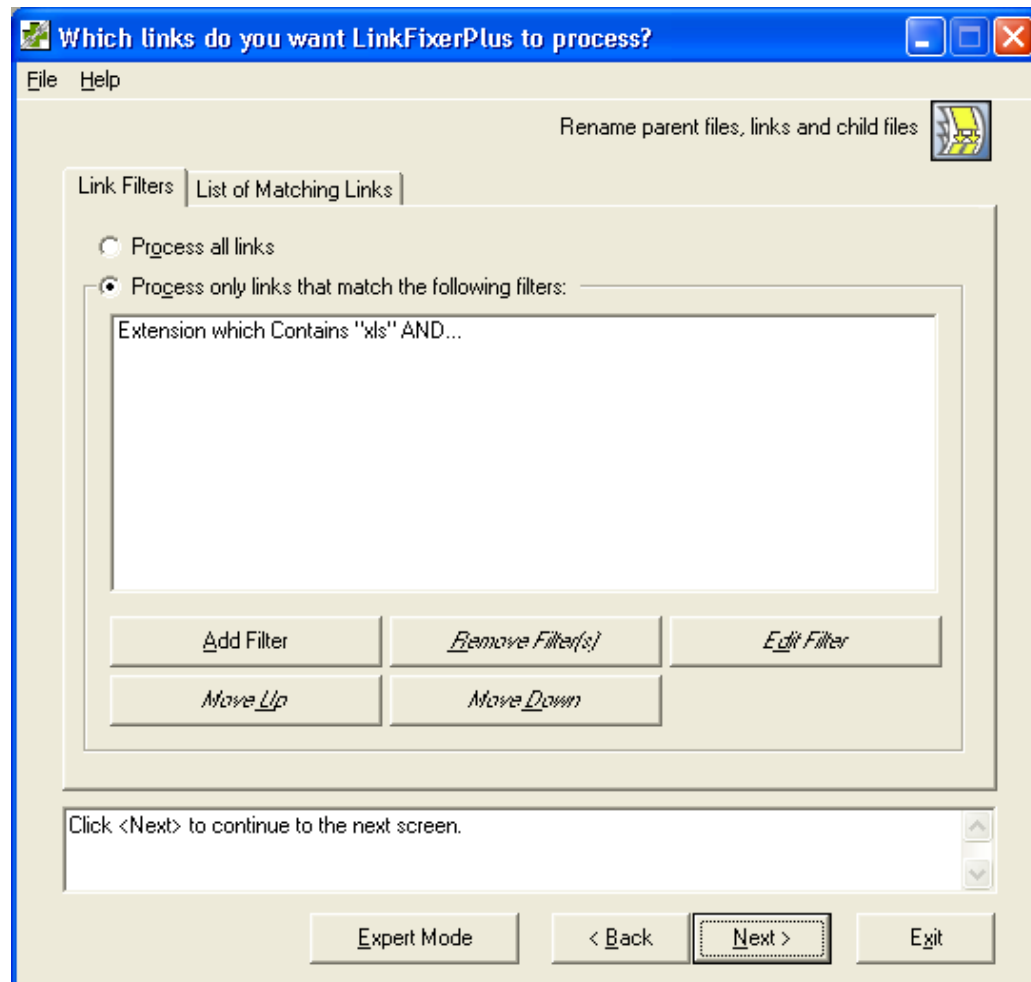 Which links do you want LinkFixerPlus to process?
File Help
Rename parent files, links and child files
Link Filters List of Matching Links
Process all links
Process only links that match the following filters:
Extension which Contains "xls" AND...
Add Filter Remove Filter(s) Edit Filter
Move Up Move Down
Click <Next> to continue to the next screen.
Expert Mode < Back Next > Exit